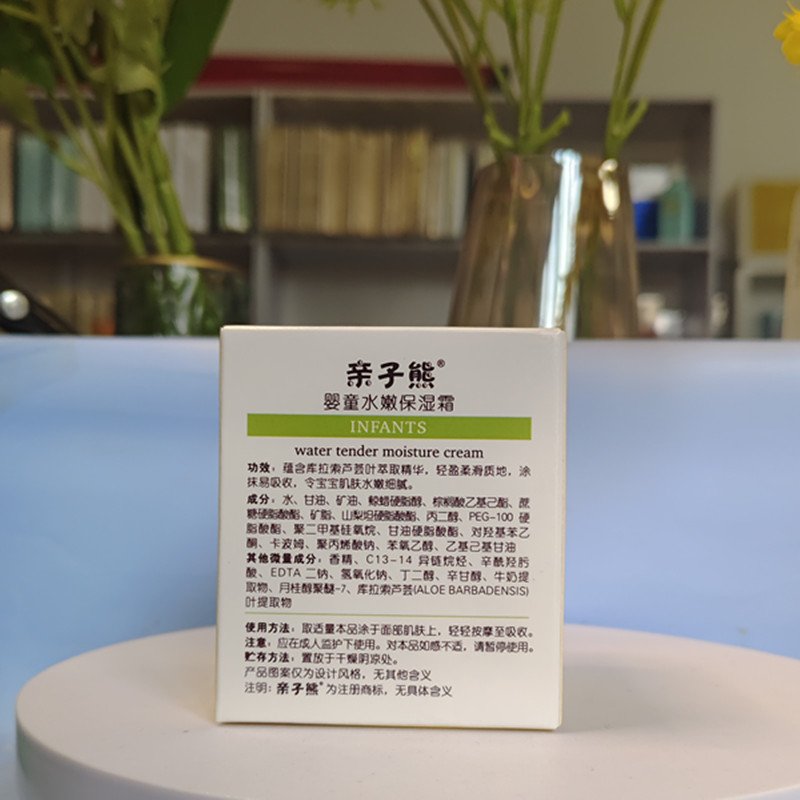 亲子熊®
婴童水嫩保湿霜
INFANTS
water tender moisture cream
功效：蕴含库拉索芦荟叶萃取精华，轻盈柔滑质地，涂
抹易吸收，令宝宝肌肤水嫩细腻。
成分：水、甘油、矿油、鲸蜡硬脂醇、棕榈酸乙基己酯、蔗
糖硬脂酸酯、矿脂、山梨坦硬脂酸酯、丙二醇、PEG-100 硬
脂酸酯、聚二甲基硅氧烷、甘油硬脂酸酯、对羟基苯乙
酮、卡波姆、聚丙烯酸钠、苯氧乙醇、乙基己基甘油
其他微量成分：香精、C13-14 异链烷烃、辛酰羟肟
酸、EDTA 二钠、氢氧化钠、丁二醇、辛甘醇、牛奶提
取物、月桂醇聚醚-7、库拉索芦荟(ALOE BARBADENSIS)
叶提取物
使用方法：取适量本品涂于面部肌肤上，轻轻按摩至吸收。
注意：应在成人监护下使用。对本品如感不适，请暂停使用。
贮存方法：置放于干燥阴凉处。
产品图案仅为设计风格，无其他含义
注明：亲子熊®为注册商标，无具体含义